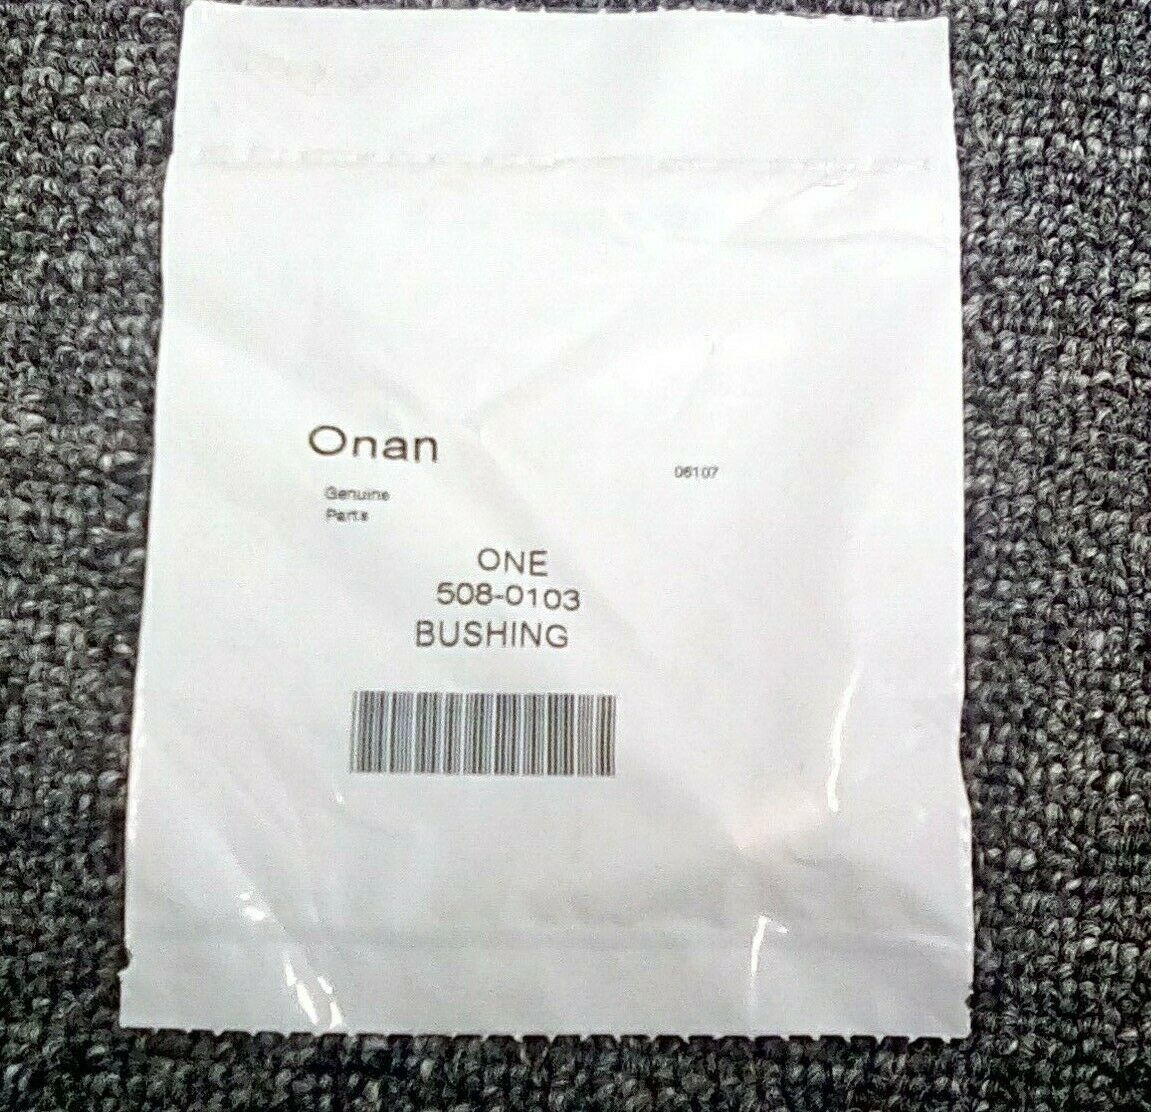 Onan
06107
Genuine
Parts
ONE
508-0103
BUSHING